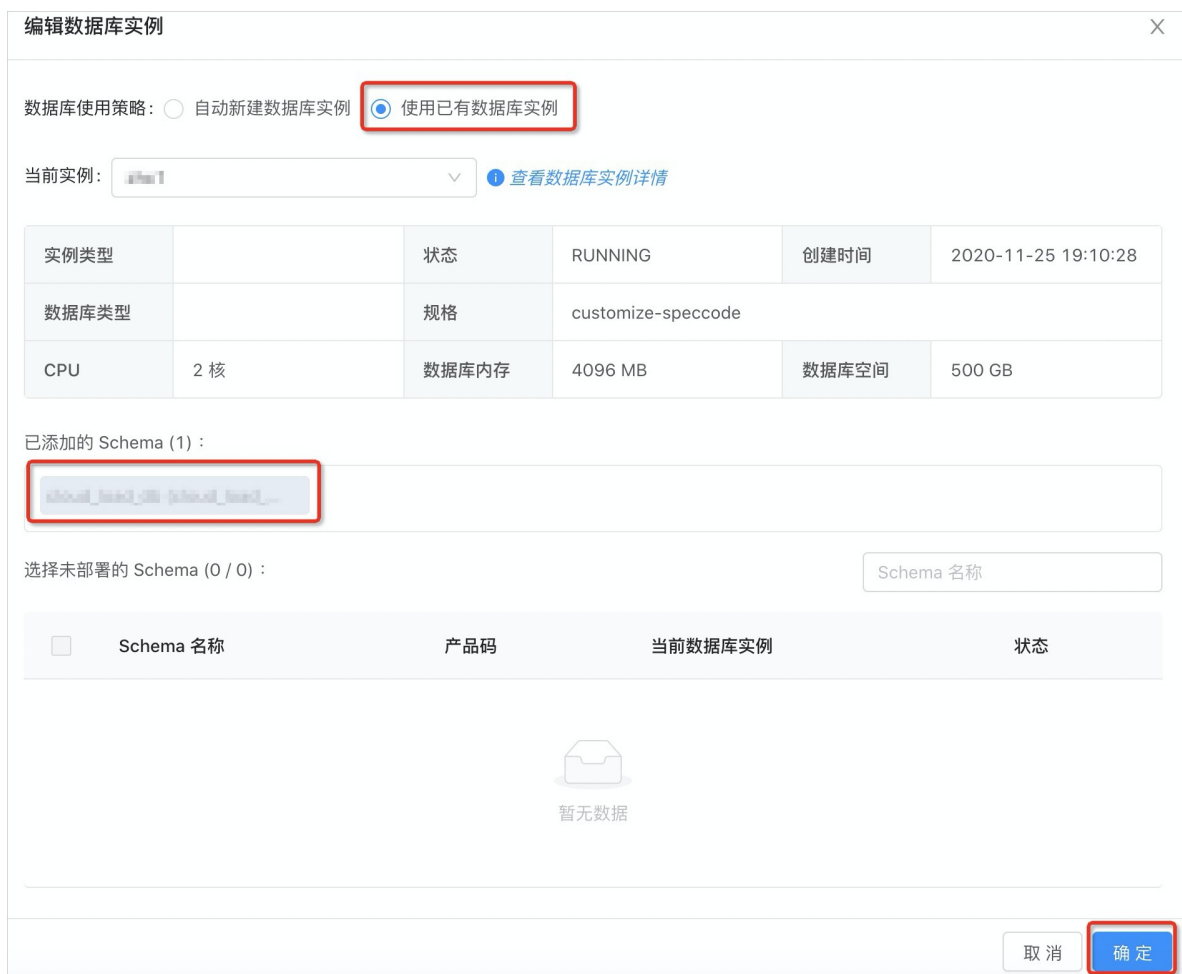 编辑数据库实例
数据库使用策略: 自动新建数据库实例 使用已有数据库实例
当前实例: 查看数据库实例详情
实例类型 状态 RUNNING 创建时间 2020-11-25 19:10:28
数据库类型 规格 customize-speccode
CPU 2 核 数据库内存 4096 MB 数据库空间 500 GB
已添加的 Schema (1) :
选择未部署的 Schema (0 / 0) : Schema 名称
Schema 名称 产品码 当前数据库实例 状态
暂无数据
取消 确定